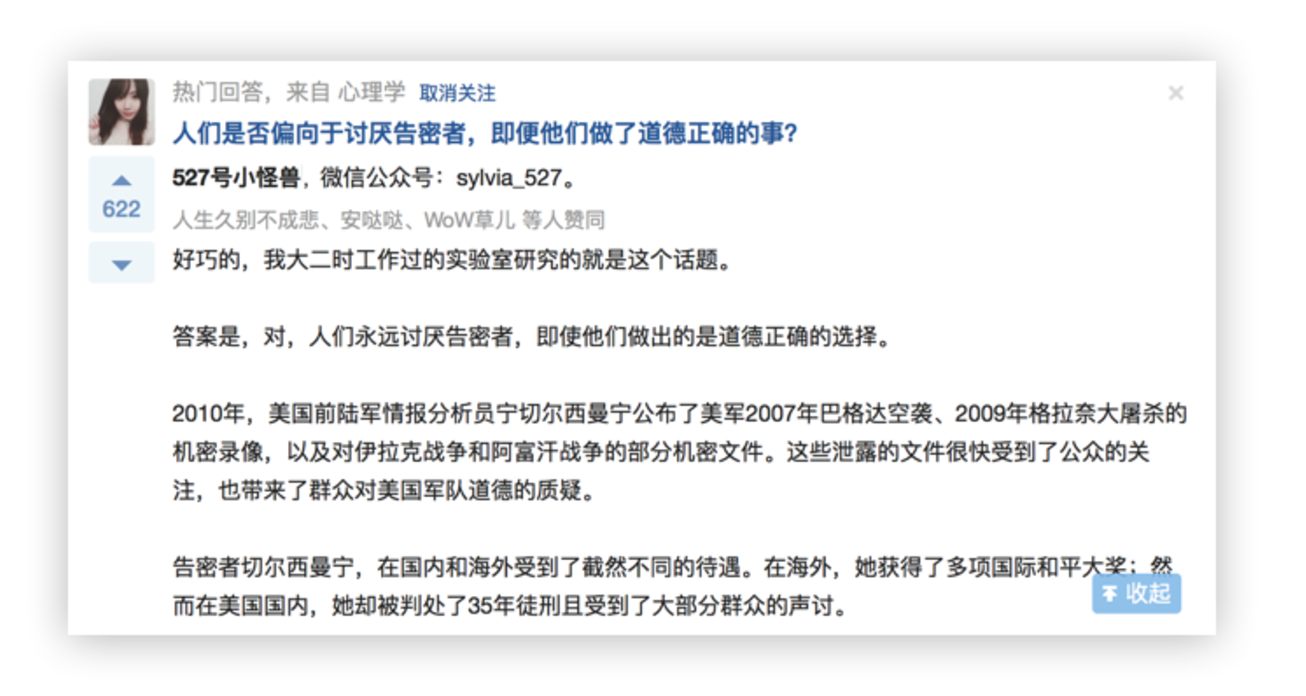 热门回答，来自 心理学 取消关注
人们是否偏向于讨厌告密者，即便他们做了道德正确的事？
527号小怪兽，微信公众号：sylvia_527。
622
人生久别不成悲、安哒哒、WoW草儿 等人赞同
好巧的，我大二时工作过的实验室研究的就是这个话题。
答案是，对，人们永远讨厌告密者，即使他们做出的是道德正确的选择。
2010年，美国前陆军情报分析员宁切尔西曼宁公布了美军2007年巴格达空袭、2009年格拉奈大屠杀的
机密录像，以及对伊拉克战争和阿富汗战争的部分机密文件。这些泄露的文件很快受到了公众的关
注，也带来了群众对美国军队道德的质疑。
告密者切尔西曼宁，在国内和海外受到了截然不同的待遇。在海外，她获得了多项国际和平大奖；然
而在美国国内，她却被判处了35年徒刑且受到了大部分群众的声讨。
收起